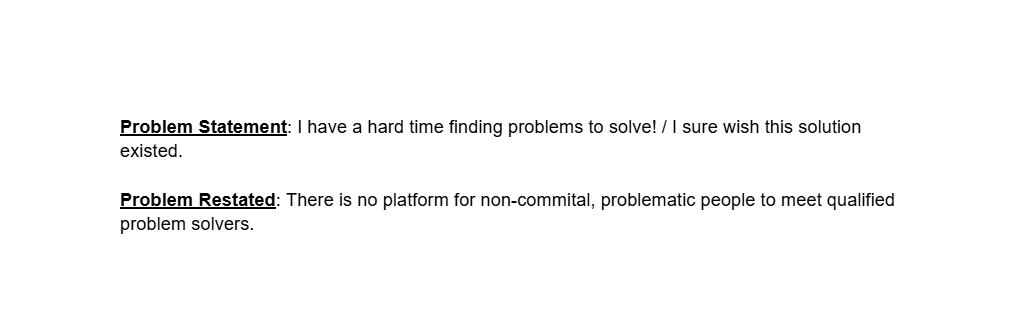 Problem Statement: I have a hard time finding problems to solve! / I sure wish this solution
existed.
Problem Restated: There is no platform for non-commital, problematic people to meet qualified
problem solvers.